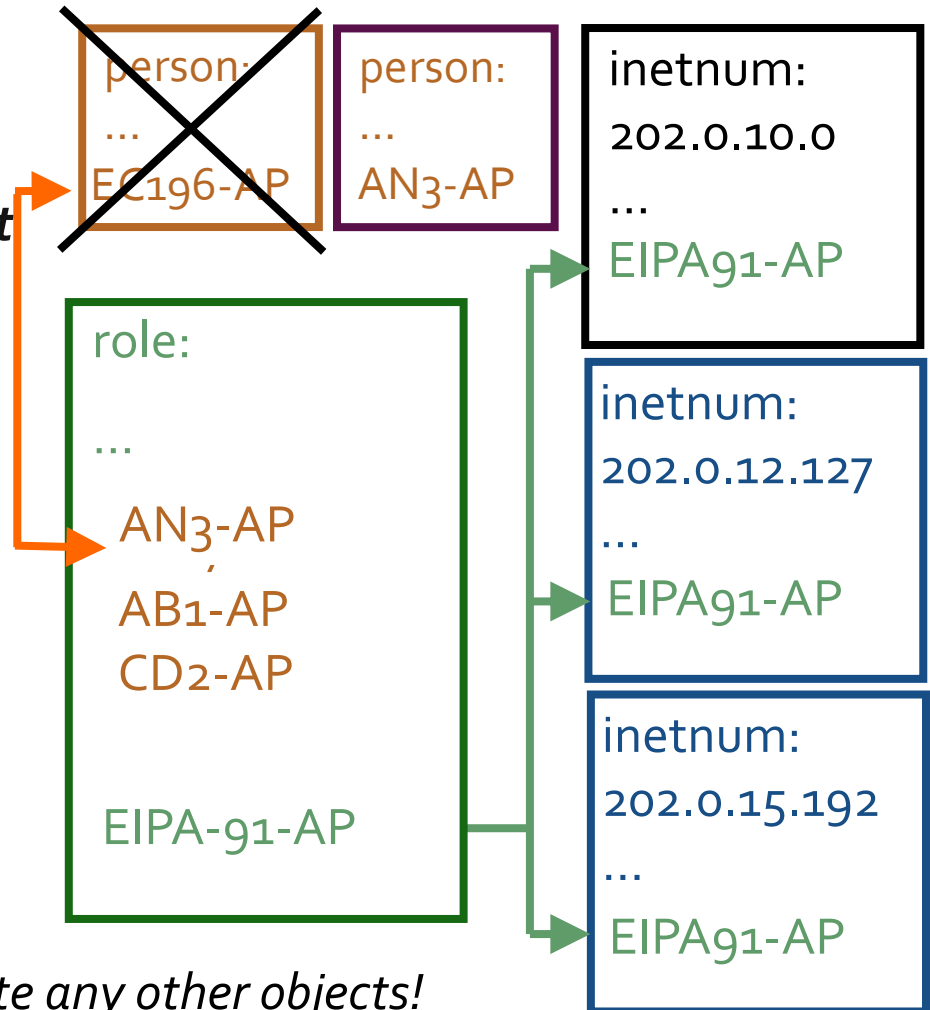 person:
...
EC196-AP
person:
...
AN3-AP
inetnum:
202.0.10.0
...
EIPA91-AP
t
role:
...
AN3-AP
,
AB1-AP
CD2-AP
EIPA-91-AP
inetnum:
202.0.12.127
...
EIPA91-AP
inetnum:
202.0.15.192
...
EIPA91-AP
te any other objects!